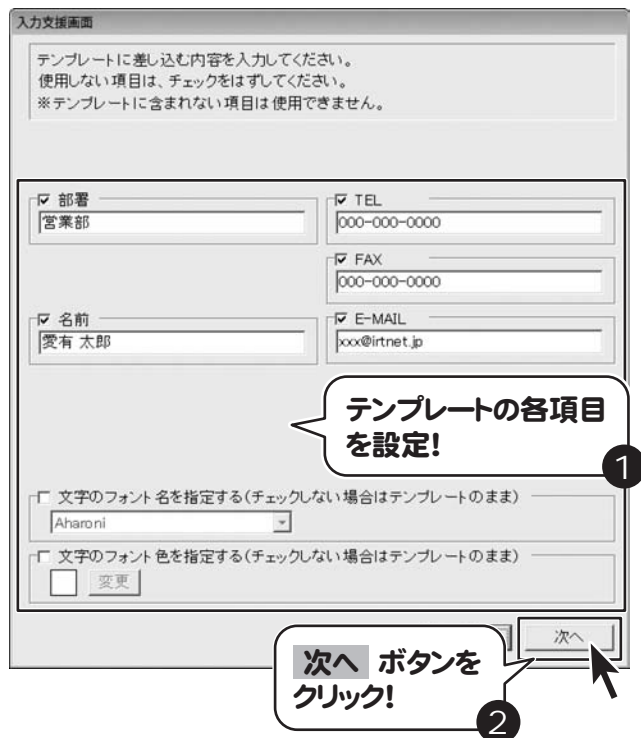 入力支援画面
テンプレートに差し込む内容を入力してください。
使用しない項目は、チェックをはずしてください。
※テンプレートに含まれない項目は使用できません。
部署
営業部
TEL
000-000-0000
FAX
000-000-0000
名前
愛有 太郎
E-MAIL
xxx@irtnet.jp
テンプレートの各項目
を設定!
1
文字のフォント名を指定する(チェックしない場合はテンプレートのまま)
Aharoni
文字のフォント色を指定する(チェックしない場合はテンプレートのまま)
変更
次へ
次へ ボタンを
クリック!
2